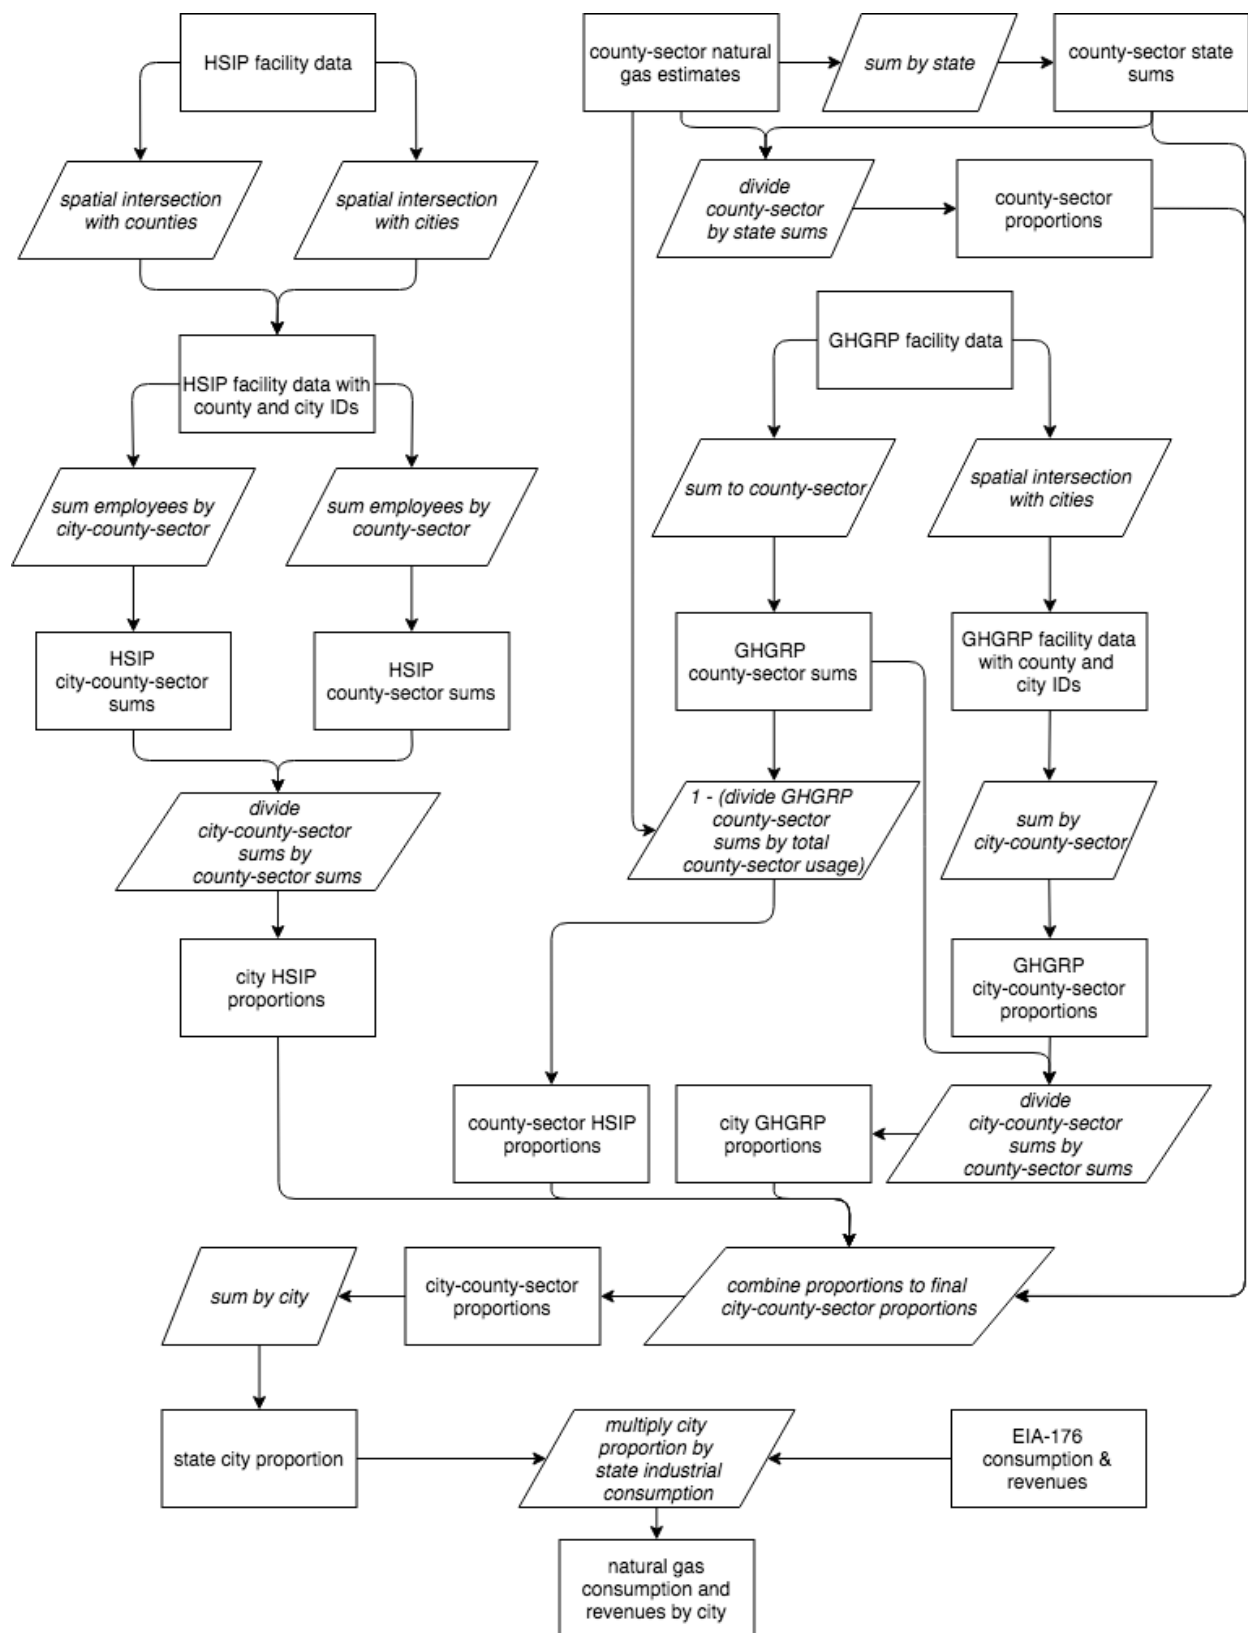 HSIP facility data
county-sector natural
gas estimates
sum by state
county-sector state
sums
spatial intersection
with counties
spatial intersection
with cities
divide
county-sector
by state sums
county-sector
proportions
GHGRP facility data
HSIP facility data with
county and city IDs
sum to county-sector
spatial intersection
with cities
sum employees by
city-county-sector
sum employees by
county-sector
HSIP
city-county-sector
sums
HSIP
county-sector sums
GHGRP
county-sector sums
GHGRP facility data
with county and
city IDs
divide
city-county-sector
sums by
county-sector sums
1 - (divide GHGRP
county-sector
sums by total
county-sector usage)
sum by
city-county-sector
city HSIP
proportions
GHGRP
city-county-sector
proportions
county-sector HSIP
proportions
city GHGRP
proportions
divide
city-county-sector
sums by
county-sector sums
sum by city
city-county-sector
proportions
combine proportions to final
city-county-sector proportions
state city proportion
multiply city
proportion by
state industrial
consumption
EIA-176
consumption &
revenues
natural gas
consumption and
revenues by city